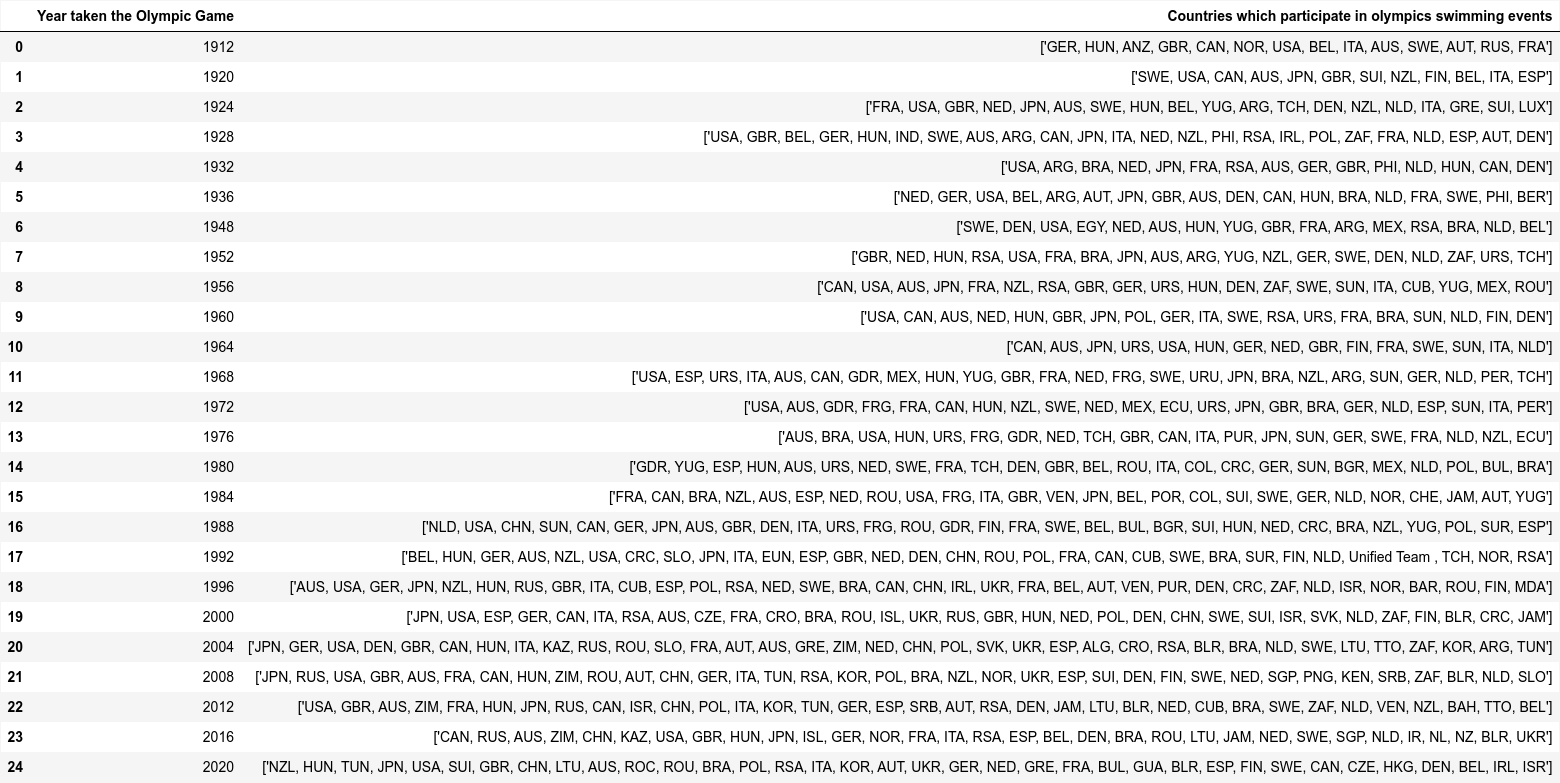 Year taken the Olympic Game Countries which participate in olympics swimming events
0 1912 ['GER, HUN, ANZ, GBR, CAN, NOR, USA, BEL, ITA, AUS, SWE, AUT, RUS, FRA']
1 1920 ['SWE, USA, CAN, AUS, JPN, GBR, SUI, NZL, FIN, BEL, ITA, ESP']
2 1924 ['FRA, USA, GBR, NED, JPN, AUS, SWE, HUN, BEL, YUG, ARG, TCH, DEN, NZL, NLD, ITA, GRE, SUI, LUX']
3 1928 ['USA, GBR, BEL, GER, HUN, IND, SWE, AUS, ARG, CAN, JPN, ITA, NED, NZL, PHI, RSA, IRL, POL, ZAF, FRA, NLD, ESP, AUT, DEN']
4 1932 ['USA, ARG, BRA, NED, JPN, FRA, RSA, AUS, GER, GBR, PHI, NLD, HUN, CAN, DEN']
5 1936 ['NED, GER, USA, BEL, ARG, AUT, JPN, GBR, AUS, DEN, CAN, HUN, BRA, NLD, FRA, SWE, PHI, BER']
6 1948 ['SWE, DEN, USA, EGY, NED, AUS, HUN, YUG, GBR, FRA, ARG, MEX, RSA, BRA, NLD, BEL']
7 1952 ['GBR, NED, HUN, RSA, USA, FRA, BRA, JPN, AUS, ARG, YUG, NZL, GER, SWE, DEN, NLD, ZAF, URS, TCH']
8 1956 ['CAN, USA, AUS, JPN, FRA, NZL, RSA, GBR, GER, URS, HUN, DEN, ZAF, SWE, SUN, ITA, CUB, YUG, MEX, ROU']
9 1960 ['USA, CAN, AUS, NED, HUN, GBR, JPN, POL, GER, ITA, SWE, RSA, URS, FRA, BRA, SUN, NLD, FIN, DEN']
10 1964 ['CAN, AUS, JPN, URS, USA, HUN, GER, NED, GBR, FIN, FRA, SWE, SUN, ITA, NLD']
11 1968 ['USA, ESP, URS, ITA, AUS, CAN, GDR, MEX, HUN, YUG, GBR, FRA, NED, FRG, SWE, URU, JPN, BRA, NZL, ARG, SUN, GER, NLD, PER, TCH']
12 1972 ['USA, AUS, GDR, FRG, FRA, CAN, HUN, NZL, SWE, NED, MEX, ECU, URS, JPN, GBR, BRA, GER, NLD, ESP, SUN, ITA, PER']
13 1976 ['AUS, BRA, USA, HUN, URS, FRG, GDR, NED, TCH, GBR, CAN, ITA, PUR, JPN, SUN, GER, SWE, FRA, NLD, NZL, ECU']
14 1980 ['GDR, YUG, ESP, HUN, AUS, URS, NED, SWE, FRA, TCH, DEN, GBR, BEL, ROU, ITA, COL, CRC, GER, SUN, BGR, MEX, NLD, POL, BUL, BRA']
15 1984 ['FRA, CAN, BRA, NZL, AUS, ESP, NED, ROU, USA, FRG, ITA, GBR, VEN, JPN, BEL, POR, COL, SUI, SWE, GER, NLD, NOR, CHE, JAM, AUT, YUG']
16 1988 ['NLD, USA, CHN, SUN, CAN, GER, JPN, AUS, GBR, DEN, ITA, URS, FRG, ROU, GDR, FIN, FRA, SWE, BEL, BUL, BGR, SUI, HUN, NED, CRC, BRA, NZL, YUG, POL, SUR, ESP']
17 1992 ['BEL, HUN, GER, AUS, NZL, USA, CRC, SLO, JPN, ITA, EUN, ESP, GBR, NED, DEN, CHN, ROU, POL, FRA, CAN, CUB, SWE, BRA, SUR, FIN, NLD, Unified Team , TCH, NOR, RSA']
18 1996 ['AUS, USA, GER, JPN, NZL, HUN, RUS, GBR, ITA, CUB, ESP, POL, RSA, NED, SWE, BRA, CAN, CHN, IRL, UKR, FRA, BEL, AUT, VEN, PUR, DEN, CRC, ZAF, NLD, ISR, NOR, BAR, ROU, FIN, MDA']
19 2000 ['JPN, USA, ESP, GER, CAN, ITA, RSA, AUS, CZE, FRA, CRO, BRA, ROU, ISL, UKR, RUS, GBR, HUN, NED, POL, DEN, CHN, SWE, SUI, ISR, SVK, NLD, ZAF, FIN, BLR, CRC, JAM']
20 2004 ['JPN, GER, USA, DEN, GBR, CAN, HUN, ITA, KAZ, RUS, ROU, SLO, FRA, AUT, AUS, GRE, ZIM, NED, CHN, POL, SVK, UKR, ESP, ALG, CRO, RSA, BLR, BRA, NLD, SWE, LTU, TTO, ZAF, KOR, ARG, TUN']
21 2008 ['JPN, RUS, USA, GBR, AUS, FRA, CAN, HUN, ZIM, ROU, AUT, CHN, GER, ITA, TUN, RSA, KOR, POL, BRA, NZL, NOR, UKR, ESP, SUI, DEN, FIN, SWE, NED, SGP, PNG, KEN, SRB, ZAF, BLR, NLD, SLO']
22 2012 ['USA, GBR, AUS, ZIM, FRA, HUN, JPN, RUS, CAN, ISR, CHN, POL, ITA, KOR, TUN, GER, ESP, SRB, AUT, RSA, DEN, JAM, LTU, BLR, NED, CUB, BRA, SWE, ZAF, NLD, VEN, NZL, BAH, TTO, BEL']
23 2016 ['CAN, RUS, AUS, ZIM, CHN, KAZ, USA, GBR, HUN, JPN, ISL, GER, NOR, FRA, ITA, RSA, ESP, BEL, DEN, BRA, ROU, LTU, JAM, NED, SWE, SGP, NLD, IR, NL, NZ, BLR, UKR']
24 2020 ['NZL, HUN, TUN, JPN, USA, SUI, GBR, CHN, LTU, AUS, ROC, ROU, BRA, POL, RSA, ITA, KOR, AUT, UKR, GER, NED, GRE, FRA, BUL, GUA, BLR, ESP, FIN, SWE, CAN, CZE, HKG, DEN, BEL, IRL, ISR']